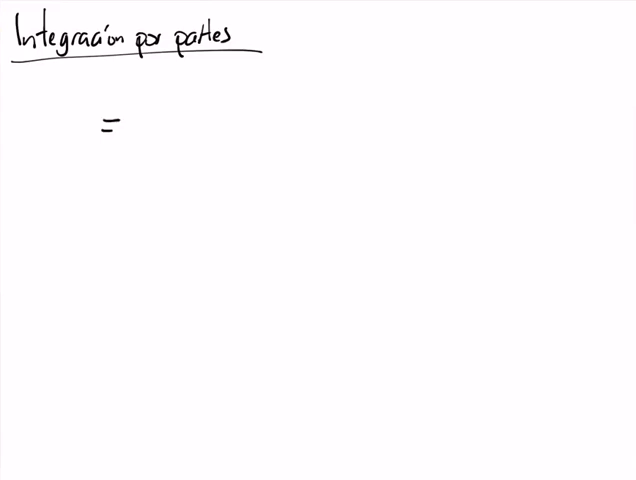 Integración por partes
=